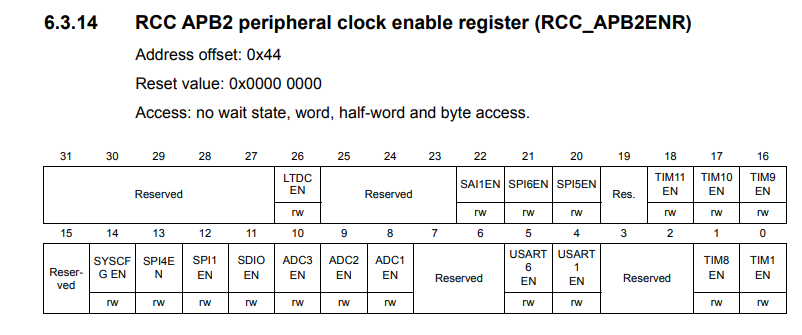 6.3.14 RCC APB2 peripheral clock enable register (RCC_APB2ENR)
Address offset: 0x44
Reset value: 0x0000 0000
Access: no wait state, word, half-word and byte access.
31 30 29 28 27 26 25 24 23 22 21 20 19 18 17 16
Reserved LTDC EN Reserved SAI1EN SPI6EN SPI5EN Res. TIM11 EN TIM10 EN TIM9 EN
rw rw rw rw rw rw rw
15 14 13 12 11 10 9 8 7 6 5 4 3 2 1 0
Reser-ved SYSCF G EN SPI4E N SPI1 EN SDIO EN ADC3 EN ADC2 EN ADC1 EN Reserved USART 6 EN USART 1 EN Reserved TIM8 EN TIM1 EN
rw rw rw rw rw rw rw rw rw rw rw